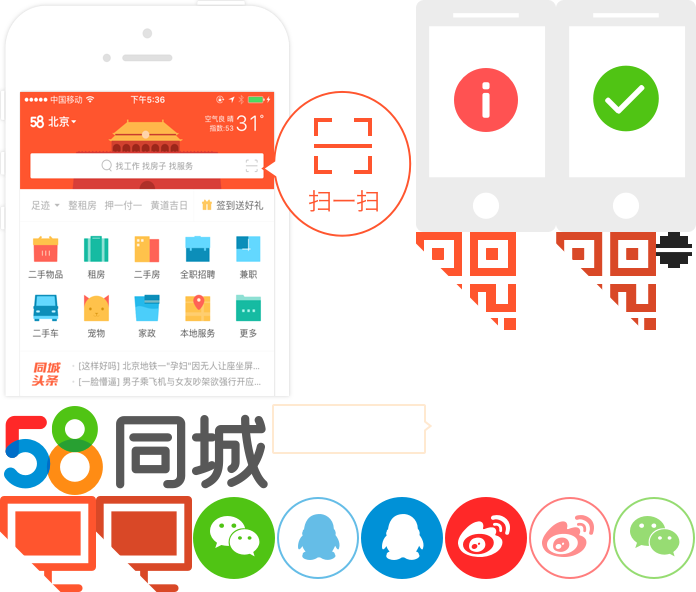 中国移动
下午5:36
58 北京
空气良 晴
指数:53
31°
找工作 找房子 找服务
扫一扫
足迹 整租房 押一付一 黄道吉日 签到送好礼
二手物品 租房 二手房 全职招聘 兼职
二手车 宠物 家政 本地服务 更多
同城
头条
· [这样好吗] 北京地铁一"孕妇"因无人让座坐屏...
· [一脸懵逼] 男子乘飞机与女友吵架欲强行开应...
58同城